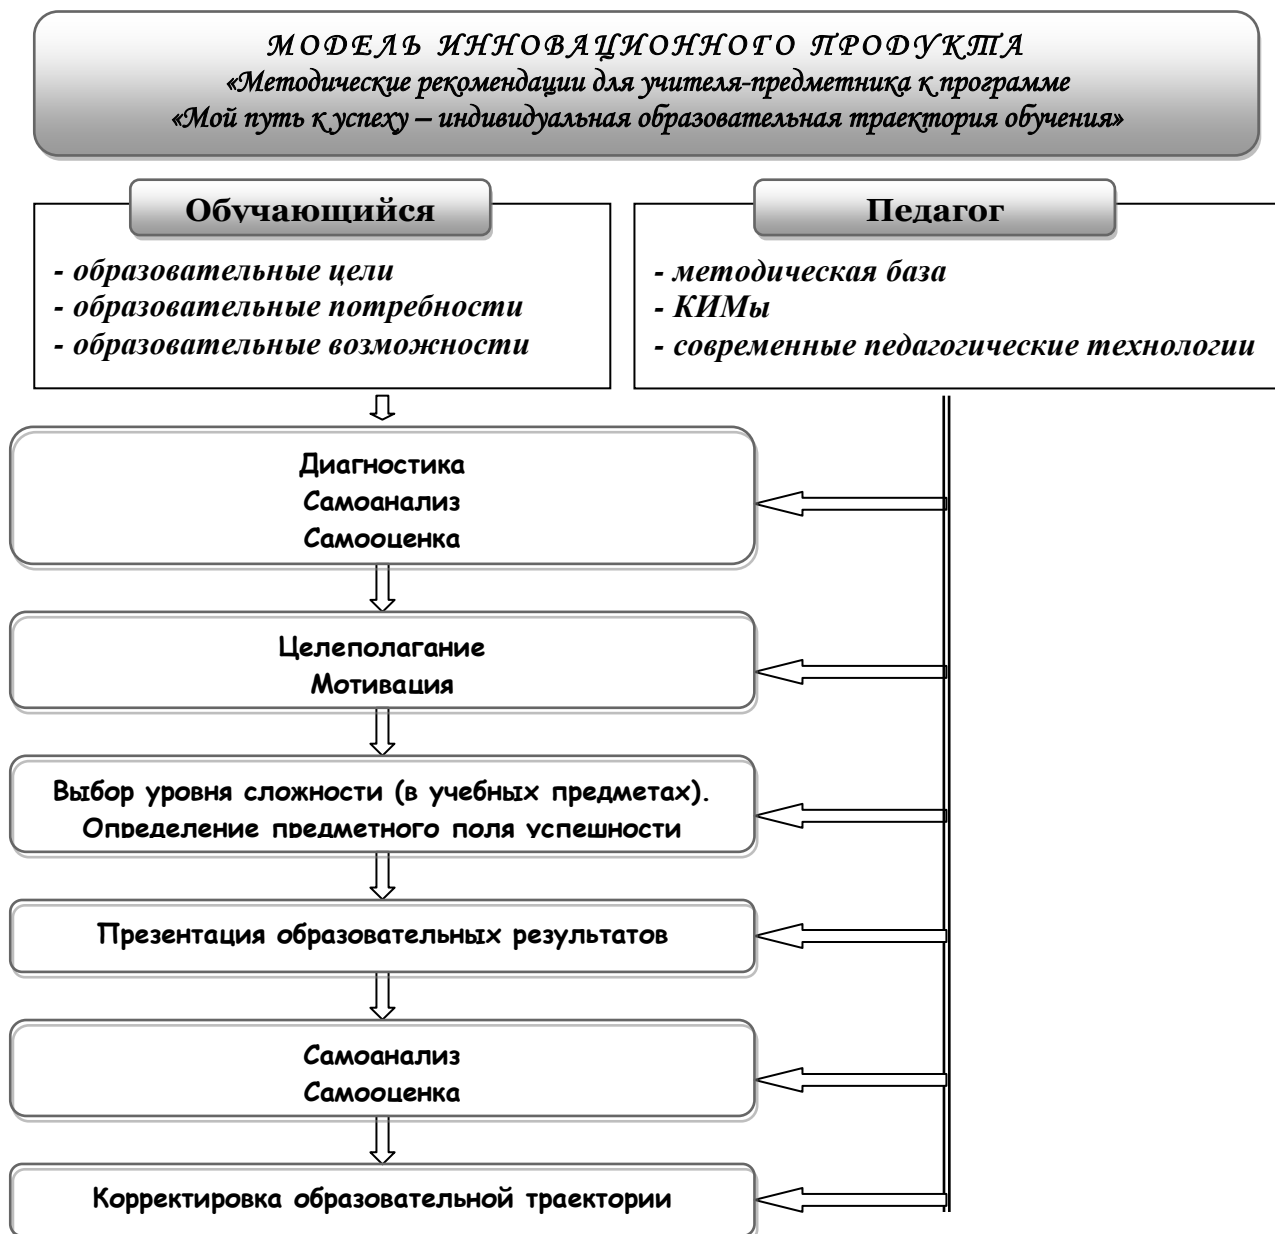 МОДЕЛЬ ИННОВАЦИОННОГО ПРОДУКТА
«Методические рекомендации для учителя-предметника к программе
«Мой путь к успеху – индивидуальная образовательная траектория обучения»
Обучающийся
- образовательные цели
- образовательные потребности
- образовательные возможности
Педагог
- методическая база
- КИМы
- современные педагогические технологии
Диагностика
Самоанализ
Самооценка
Целеполагание
Мотивация
Выбор уровня сложности (в учебных предметах).
Определение предметного поля успешности
Презентация образовательных результатов
Самоанализ
Самооценка
Корректировка образовательной траектории